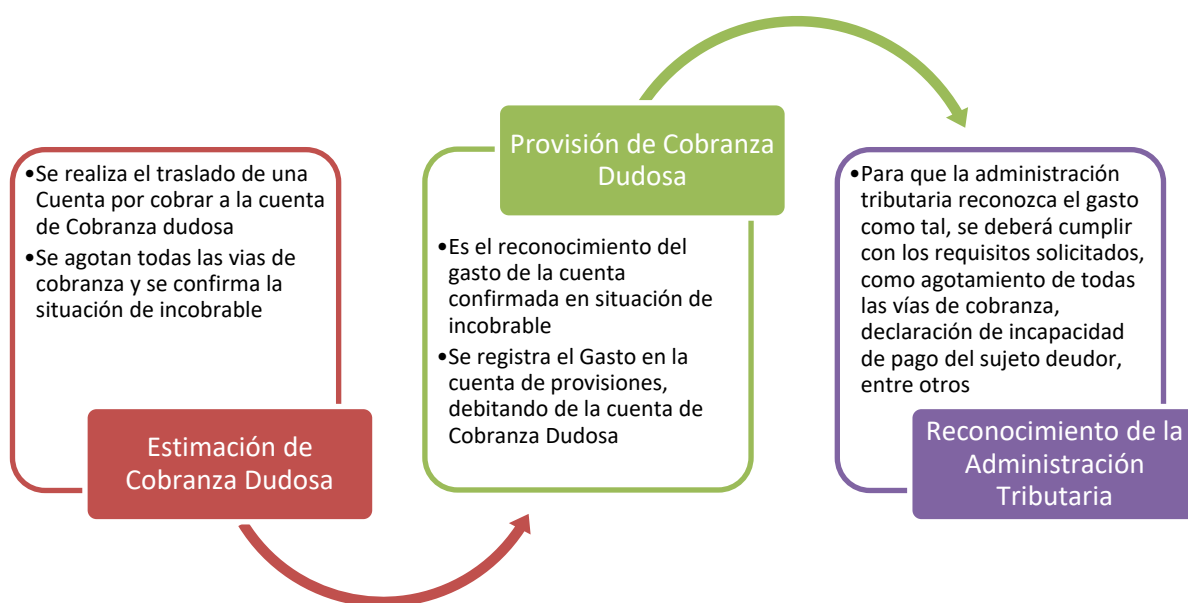 •Se realiza el traslado de una
Cuenta por cobrar a la cuenta
de Cobranza dudosa
•Se agotan todas las vias de
cobranza y se confirma la
situación de incobrable
Estimación de
Cobranza Dudosa
Provisión de Cobranza
Dudosa
•Es el reconocimiento del
gasto de la cuenta
confirmada en situación de
incobrable
•Se registra el Gasto en la
cuenta de provisiones,
debitando de la cuenta de
Cobranza Dudosa
•Para que la administración
tributaria reconozca el gasto
como tal, se deberá cumplir
con los requisitos solicitados,
como agotamiento de todas
las vías de cobranza,
declaración de incapacidad
de pago del sujeto deudor,
entre otros
Reconocimiento de la
Administración
Tributaria